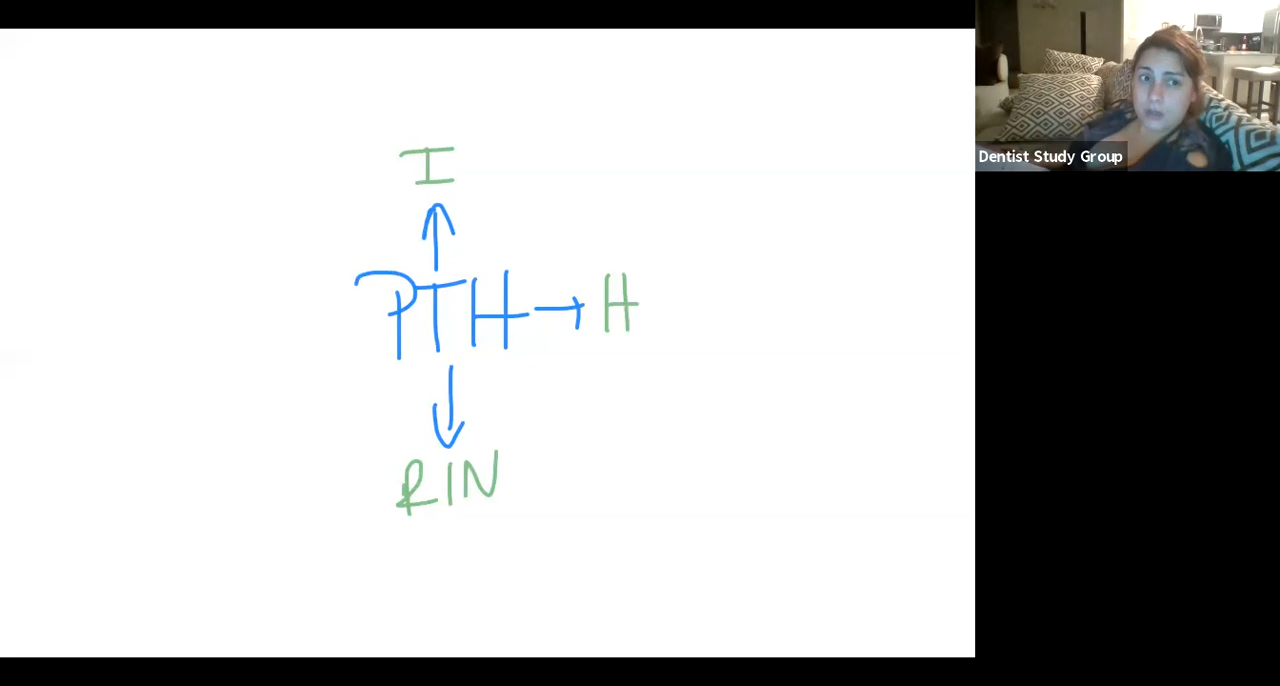 I
PTH → H
RIN
Dentist Study Group